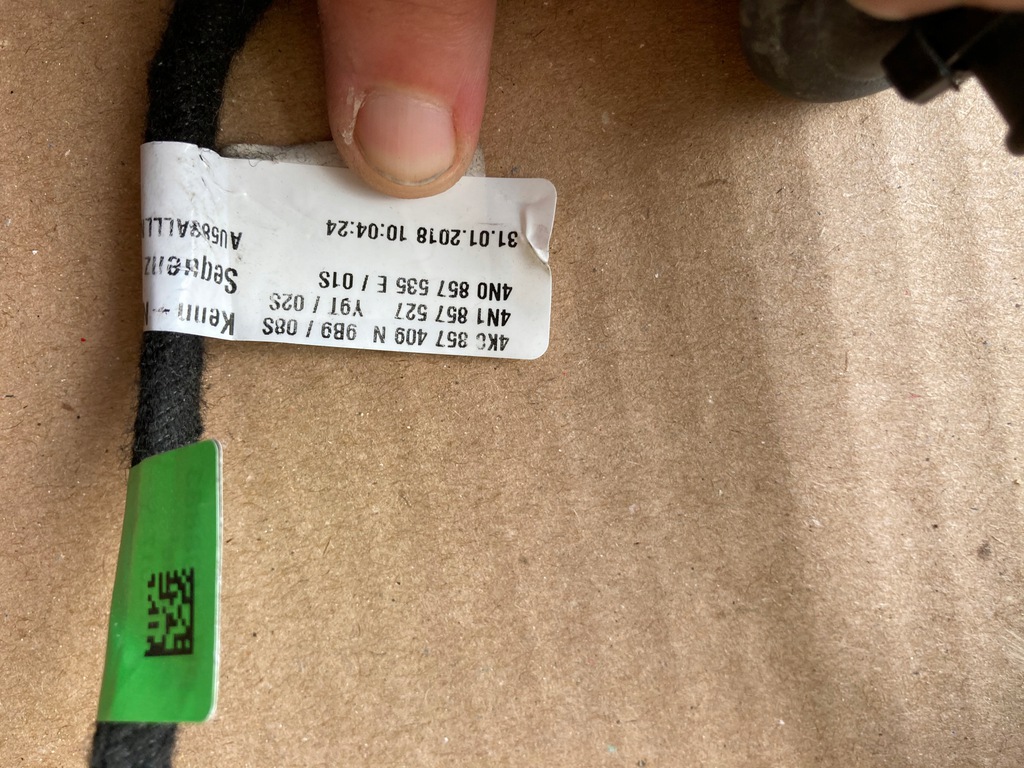 Kenn
4K0 857 409 N 9B9 / 08S
4N1 857 527 Y9T / 02S
Sequenz
4N0 857 535 E / 01S
31.01.2018 10:04:24